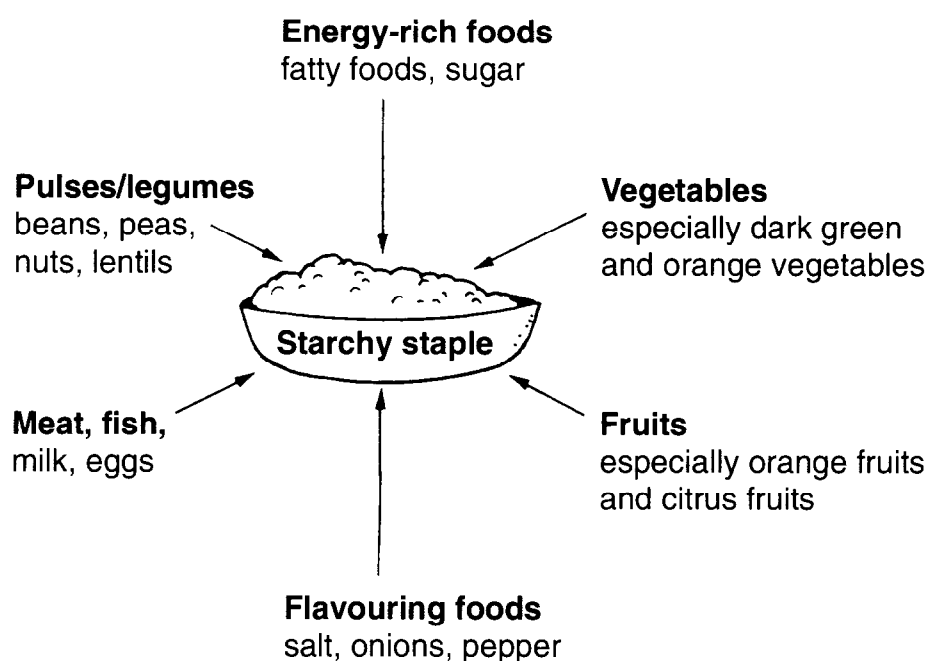 Energy-rich foods
fatty foods, sugar
Pulses/legumes
beans, peas,
nuts, lentils
Vegetables
especially dark green
and orange vegetables
Starchy staple
Meat, fish,
milk, eggs
Fruits
especially orange fruits
and citrus fruits
Flavouring foods
salt, onions, pepper